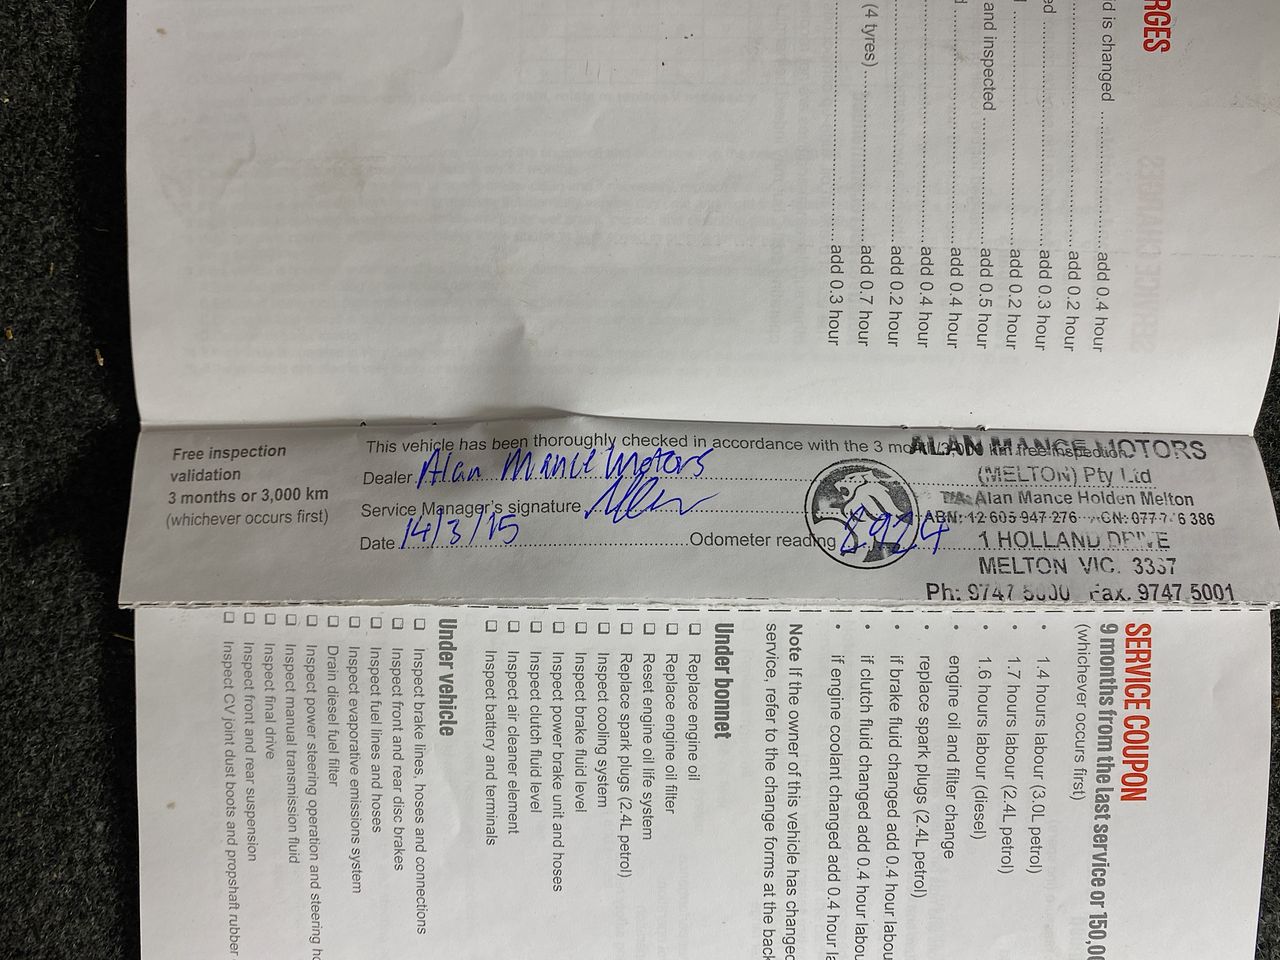 RGES
id is changed ........ add 0.4 hour
........ add 0.2 hour
ed ........ add 0.3 hour
........ add 0.2 hour
and inspected ........ add 0.5 hour
........ add 0.4 hour
........ add 0.4 hour
........ add 0.2 hour
(4 tyres) ........ add 0.7 hour
........ add 0.3 hour
Free inspection
validation
3 months or 3,000 km
(whichever occurs first)
This vehicle has been thoroughly checked in accordance with the 3 km free inspection.
Dealer Alan Mance Motors
Service Manager's signature
Date 14/3/15 Odometer reading 8924
ALAN MANCE MOTORS
(MELTON) Pty Ltd
T/A: Alan Mance Holden Melton
ABN: 12 605 947 276
1 HOLLAND DRIVE
MELTON VIC. 3337
Ph: 9747 Fax. 9747 5001
SERVICE COUPON
9 months from the last service or 150,0
(whichever occurs first)
• 1.4 hours labour (3.0L petrol)
• 1.7 hours labour (2.4L petrol)
• 1.6 hours labour (diesel)
• engine oil and filter change
• replace spark plugs (2.4L petrol)
• if brake fluid changed add 0.4 hour labou
• if clutch fluid changed add 0.4 hour labou
• if engine coolant changed add 0.4 hour la
Note If the owner of this vehicle has changed
service, refer to the change forms at the back
Under bonnet
❑ Replace engine oil
❑ Replace engine oil filter
❑ Reset engine oil life system
❑ Replace spark plugs (2.4L petrol)
❑ Inspect cooling system
❑ Inspect brake fluid level
❑ Inspect power brake unit and hoses
❑ Inspect clutch fluid level
❑ Inspect air cleaner element
❑ Inspect battery and terminals
Under vehicle
❑ Inspect brake lines, hoses and connections
❑ Inspect front and rear disc brakes
❑ Inspect fuel lines and hoses
❑ Inspect evaporative emissions system
❑ Drain diesel fuel filter
❑ Inspect power steering operation and steering ho
❑ Inspect manual transmission fluid
❑ Inspect final drive
❑ Inspect front and rear suspension
❑ Inspect CV joint dust boots and propshaft rubber